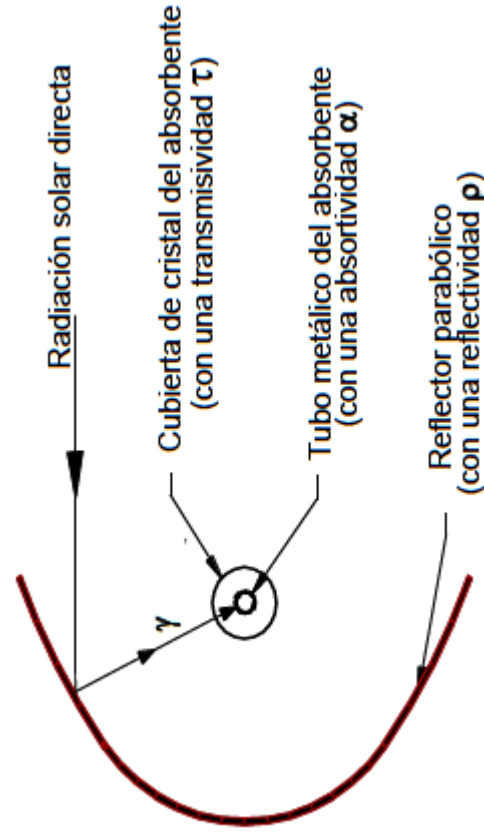 Radiación solar directa
Cubierta de cristal del absorbente
(con una transmisividad τ)
γ
Tubo metálico del absorbente
(con una absortividad α)
Reflector parabólico
(con una reflectividad ρ)